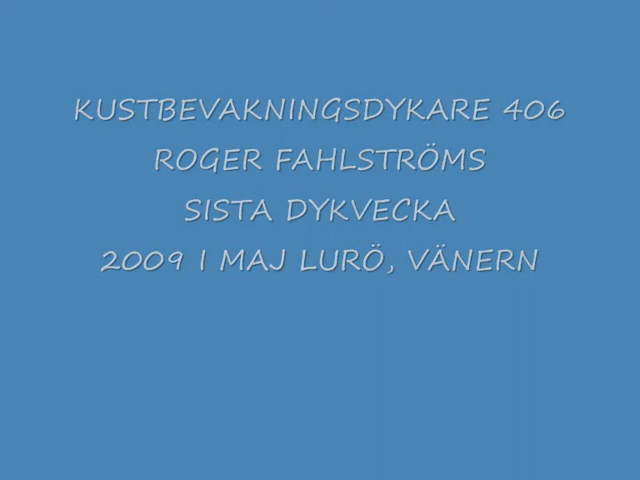 KUSTBEVAKNINGSDYKARE 406
ROGER FAHLSTRÖMS
SISTA DYKVECKA
2009 I MAJ LURÖ, VÄNERN